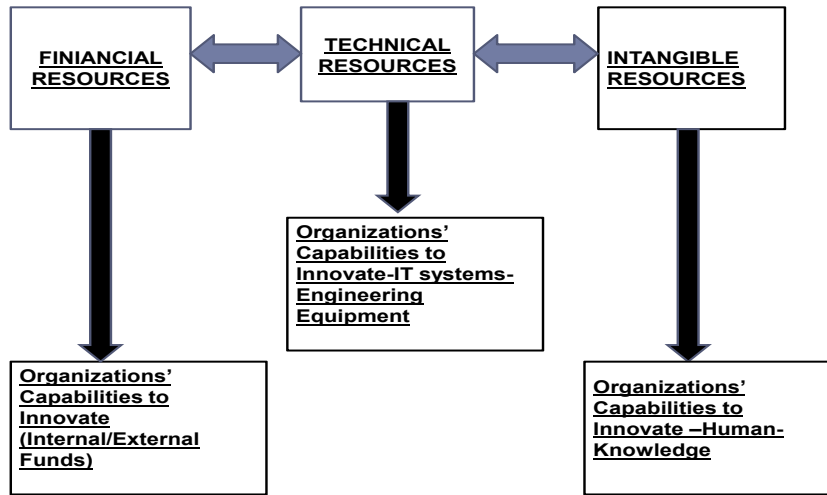 FINIANCIAL
RESOURCES
TECHNICAL
RESOURCES
INTANGIBLE
RESOURCES
Organizations’
Capabilities to
Innovate-IT systems-
Engineering
Equipment
Organizations’
Capabilities to
Innovate
(Internal/External
Funds)
Organizations’
Capabilities to
Innovate –Human-
Knowledge